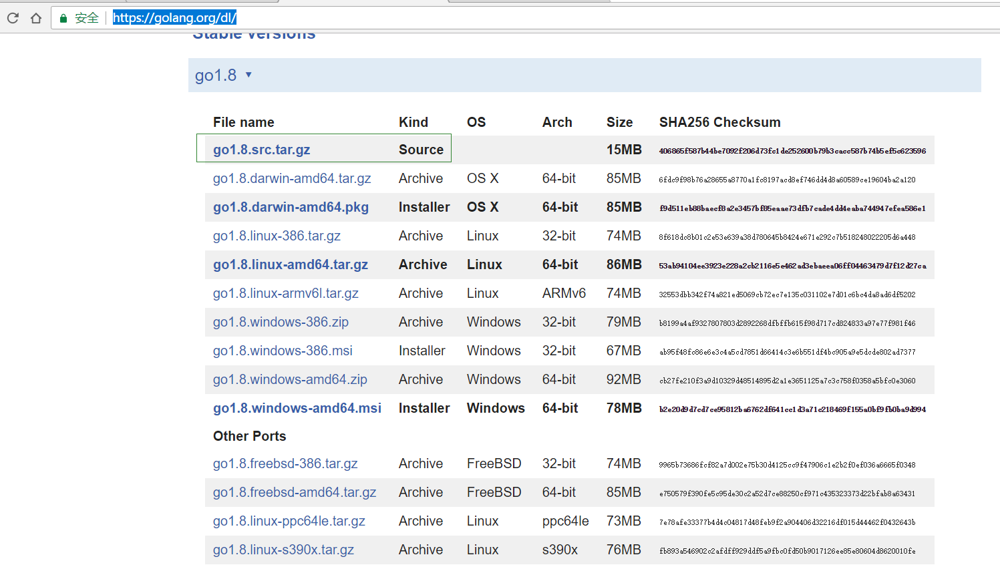 安全 https://golang.org/dl/
Stable versions
go1.8 ▾
File name Kind OS Arch Size SHA256 Checksum
go1.8.src.tar.gz Source 15MB 406865f587b44be7092f206d73fc1de252600b79b3cacc587b74b5ef5c623596
go1.8.darwin-amd64.tar.gz Archive OS X 64-bit 85MB 6fdc9f98b76a28655a8770a1fc8197acd8ef746dd4d8a60589ce19604ba2a120
go1.8.darwin-amd64.pkg Installer OS X 64-bit 85MB f9d511eb88baecf8a2e3457bf85eaae73dfb7cade4dd4eaba744947efea586e1
go1.8.linux-386.tar.gz Archive Linux 32-bit 74MB 8f618dc8b01c2e53e639a38d780645b8424e671e292c7b518248022205d6a448
go1.8.linux-amd64.tar.gz Archive Linux 64-bit 86MB 53ab94104ee3923e228a2cb2116e5e462ad3ebaeea06ff04463479d7f12d27ca
go1.8.linux-armv6l.tar.gz Archive Linux ARMv6 74MB 32553dbb342f74a821ed5069cb72ec7e135c031102e7d01c6bc4da8ad6df5202
go1.8.windows-386.zip Archive Windows 32-bit 79MB b8199a4af9327807803d2892268dfbffb615f98d717cd824833a97e77f981f46
go1.8.windows-386.msi Installer Windows 32-bit 67MB ab95f48fc86e6e3c4a5cd7851d66414c3e6b551df4bc905a9e5dcde802ad7377
go1.8.windows-amd64.zip Archive Windows 64-bit 92MB cb27fe210f3a9d10329d48514895d2a1e3651125a7c3c758f0358a5bfc0e3060
go1.8.windows-amd64.msi Installer Windows 64-bit 78MB b2e20d9d7cd7ce95812ba6762df641cc1d3a71c218469f155a0bf9fb0ba9d994
Other Ports
go1.8.freebsd-386.tar.gz Archive FreeBSD 32-bit 74MB 9965b73686fcf82a7d002e75b30d4125cc9f47906c1e2b2f0ef036a6665f0348
go1.8.freebsd-amd64.tar.gz Archive FreeBSD 64-bit 85MB e750579f390fe5c95de30c2a52d7ce88250cf971c435323373d22bfab8a63431
go1.8.linux-ppc64le.tar.gz Archive Linux ppc64le 73MB 7e78afe33377b4d4c04817d48feb9f2a904406d32216df015d44462f0432643b
go1.8.linux-s390x.tar.gz Archive Linux s390x 76MB fb893a546902c2afdff929ddf5a9fbc0fd50b9017126ee85e80604d8620010fe